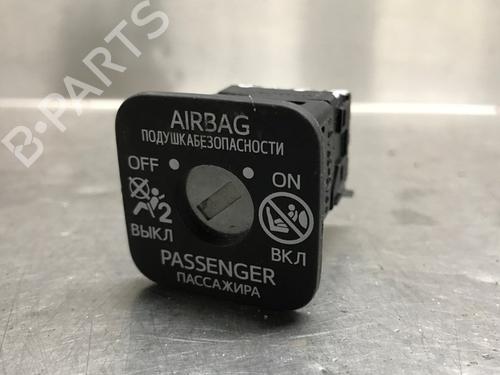 AIRBAG
ПОДУШКАБЕЗОПАСНОСТИ
OFF
ON
2
ВЫКЛ
ВКЛ
PASSENGER
ПАССАЖИРА
B-PARTS